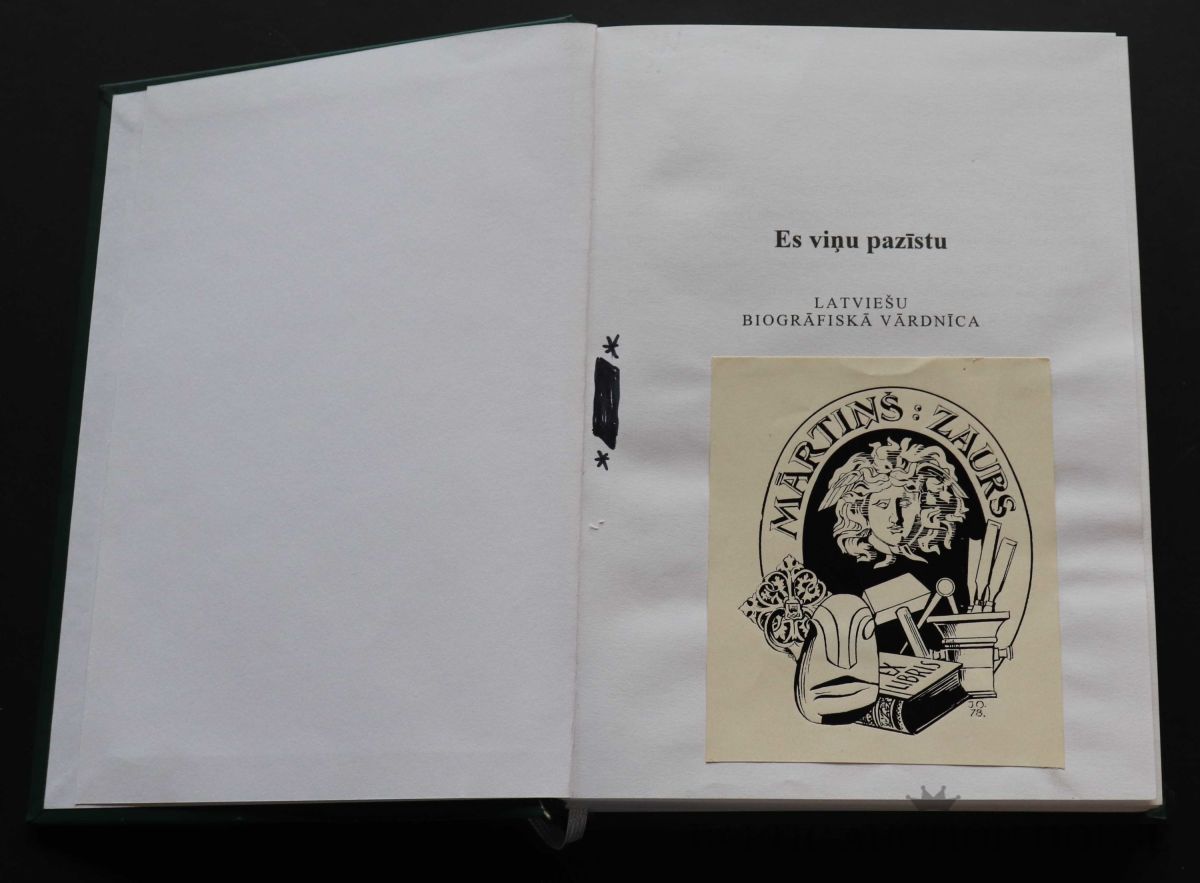 Es viņu pazīstu
LATVIEŠU
BIOGRĀFISKĀ VĀRDNĪCA
MĀRTIŅŠ : ZAURS
EX
LIBRIS
J.O.
78.